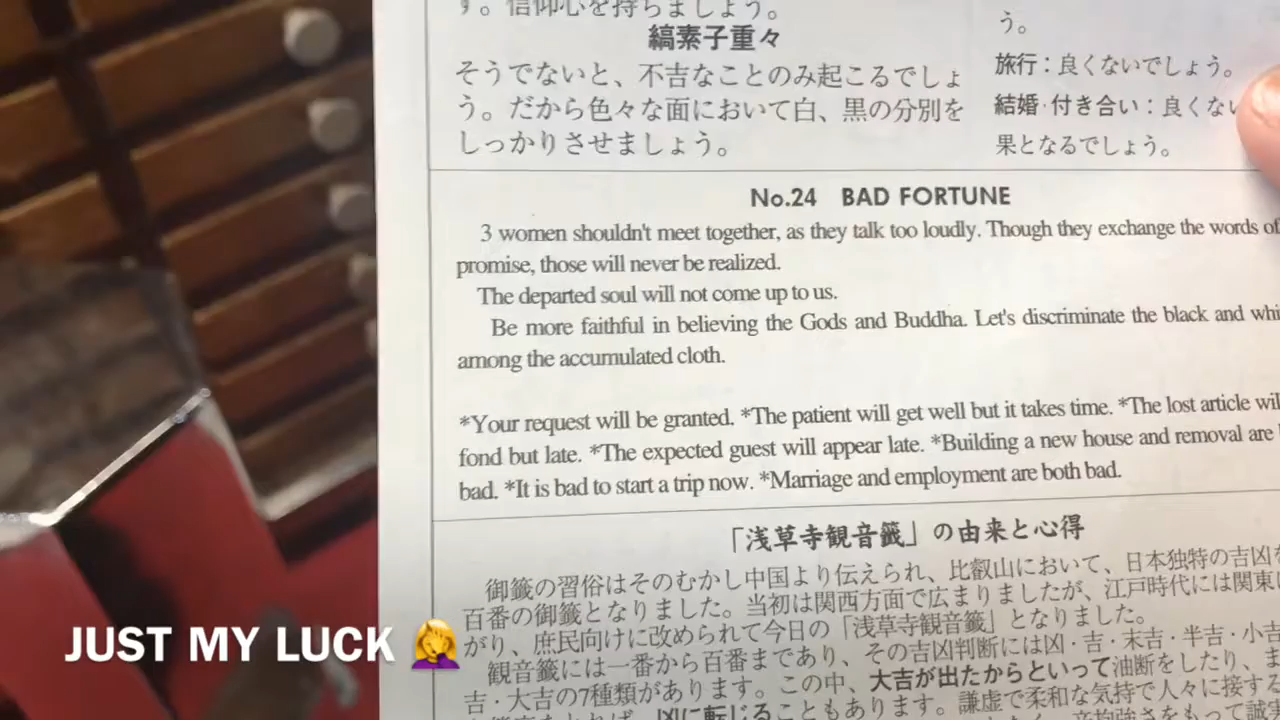 す。信仰心を持ちましょう。
縞素子重々
そうでないと、不吉なことのみ起こるでしょ
う。だから色々な面において白、黒の分別を
しっかりさせましょう。
う。
旅行：良くないでしょう。
結婚・付き合い：良くない
果となるでしょう。
No.24 BAD FORTUNE
3 women shouldn't meet together, as they talk too loudly. Though they exchange the words of
promise, those will never be realized.
The departed soul will not come up to us.
Be more faithful in believing the Gods and Buddha. Let's discriminate the black and whi
among the accumulated cloth.
*Your request will be granted. *The patient will get well but it takes time. *The lost article wil
fond but late. *The expected guest will appear late. *Building a new house and removal are
bad. *It is bad to start a trip now. *Marriage and employment are both bad.
「浅草寺観音籤」の由来と心得
御籤の習俗はそのむかし中国より伝えられ、比叡山において、日本独特の吉凶を
百番の御籤となりました。当初は関西方面で広まりましたが、江戸時代には関東に
がり、庶民向けに改められて今日の「浅草寺観音籤」となりました。
観音籤には一番から百番まであり、その吉凶判断には凶・吉・末吉・半吉・小吉
吉・大吉の7種類があります。この中、大吉が出たからといって油断をしたり、ま
凶に転じることもあります。謙虚で柔和な気持で人々に接する
JUST MY LUCK 🤦‍♀️